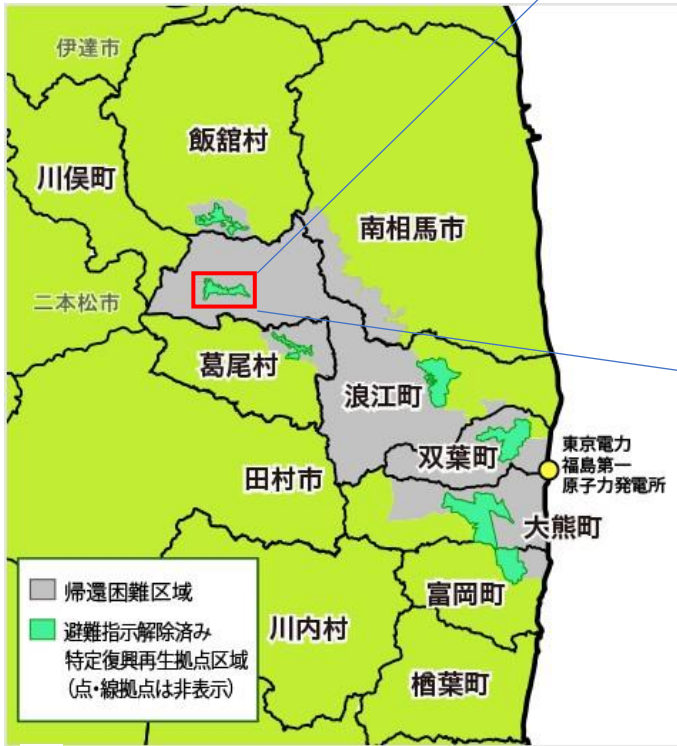 伊達市
飯舘村
川俣町
南相馬市
二本松市
葛尾村
浪江町
双葉町
東京電力
福島第一
原子力発電所
田村市
大熊町
帰還困難区域
富岡町
避難指示解除済み
特定復興再生拠点区域
(点・線拠点は非表示)
川内村
楢葉町